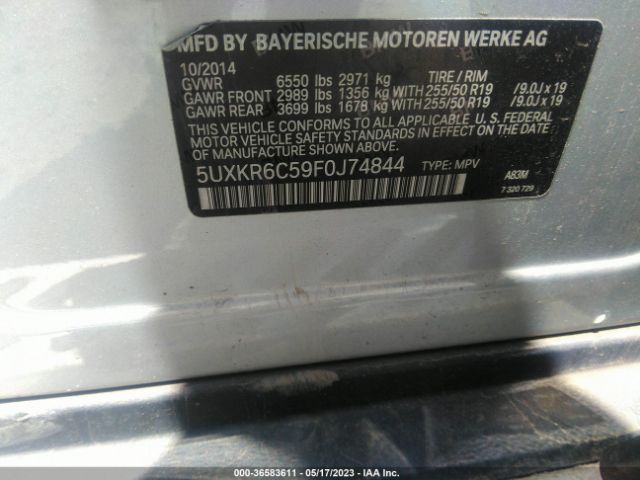 MFD BY BAYERISCHE MOTOREN WERKE AG
10/2014
GVWR 6550 lbs 2971 kg TIRE / RIM
GAWR FRONT 2989 lbs 1356 kg WITH 255/50 R19 /9.0J x 19
GAWR REAR 3699 lbs 1678 kg WITH 255/50 R19 /9.0J x 19
THIS VEHICLE CONFORMS TO ALL APPLICABLE U. S. FEDERAL
MOTOR VEHICLE SAFETY STANDARDS IN EFFECT ON THE DATE OF
MANUFACTURE SHOWN ABOVE.
5UXKR6C59F0J74844 TYPE: MPV A83M
7 320 729
000-36583611 - 05/17/2023 - IAA Inc.